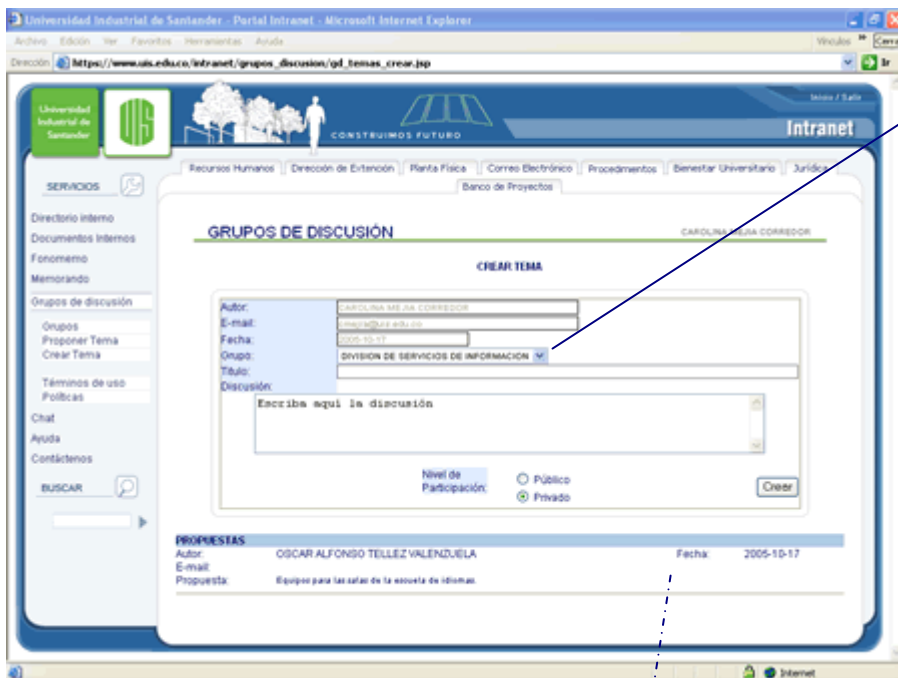 Universidad Industrial de Santander - Portal Intranet - Microsoft Internet Explorer
Archivo Edición Ver Favoritos Herramientas Ayuda Vínculos » Cerra
Dirección https://www.uis.edu.co/intranet/grupos_discusion/gd_temas_crear.jsp Ir
Universidad
Industrial de
Santander
UIS
CONSTRUIMOS FUTURO
Inicio / Salir
Intranet
Recursos Humanos Dirección de Extención Planta Física Correo Electrónico Procedimentos Bienestar Universitario Jurídica
Banco de Proyectos
SERVICIOS
Directorio interno
Documentos Internos
Fonomemo
Memorando
Grupos de discusión
Grupos
Proponer Tema
Crear Tema
Términos de uso
Políticas
Chat
Ayuda
Contáctenos
BUSCAR
GRUPOS DE DISCUSIÓN CAROLINA MEJIA CORREDOR
CREAR TEMA
Autor: CAROLINA MEJIA CORREDOR
E-mail: cmejia@uis.edu.co
Fecha: 2005-10-17
Grupo: DIVISION DE SERVICIOS DE INFORMACION
Título:
Discusión:
Escriba aquí la discusión
Nivel de
Participación:
Público
Privado
Crear
PROPUESTAS
Autor: OSCAR ALFONSO TELLEZ VALENZUELA Fecha: 2005-10-17
E-mail:
Propuesta: Equipos para las salas de la escuela de idiomas.
Internet